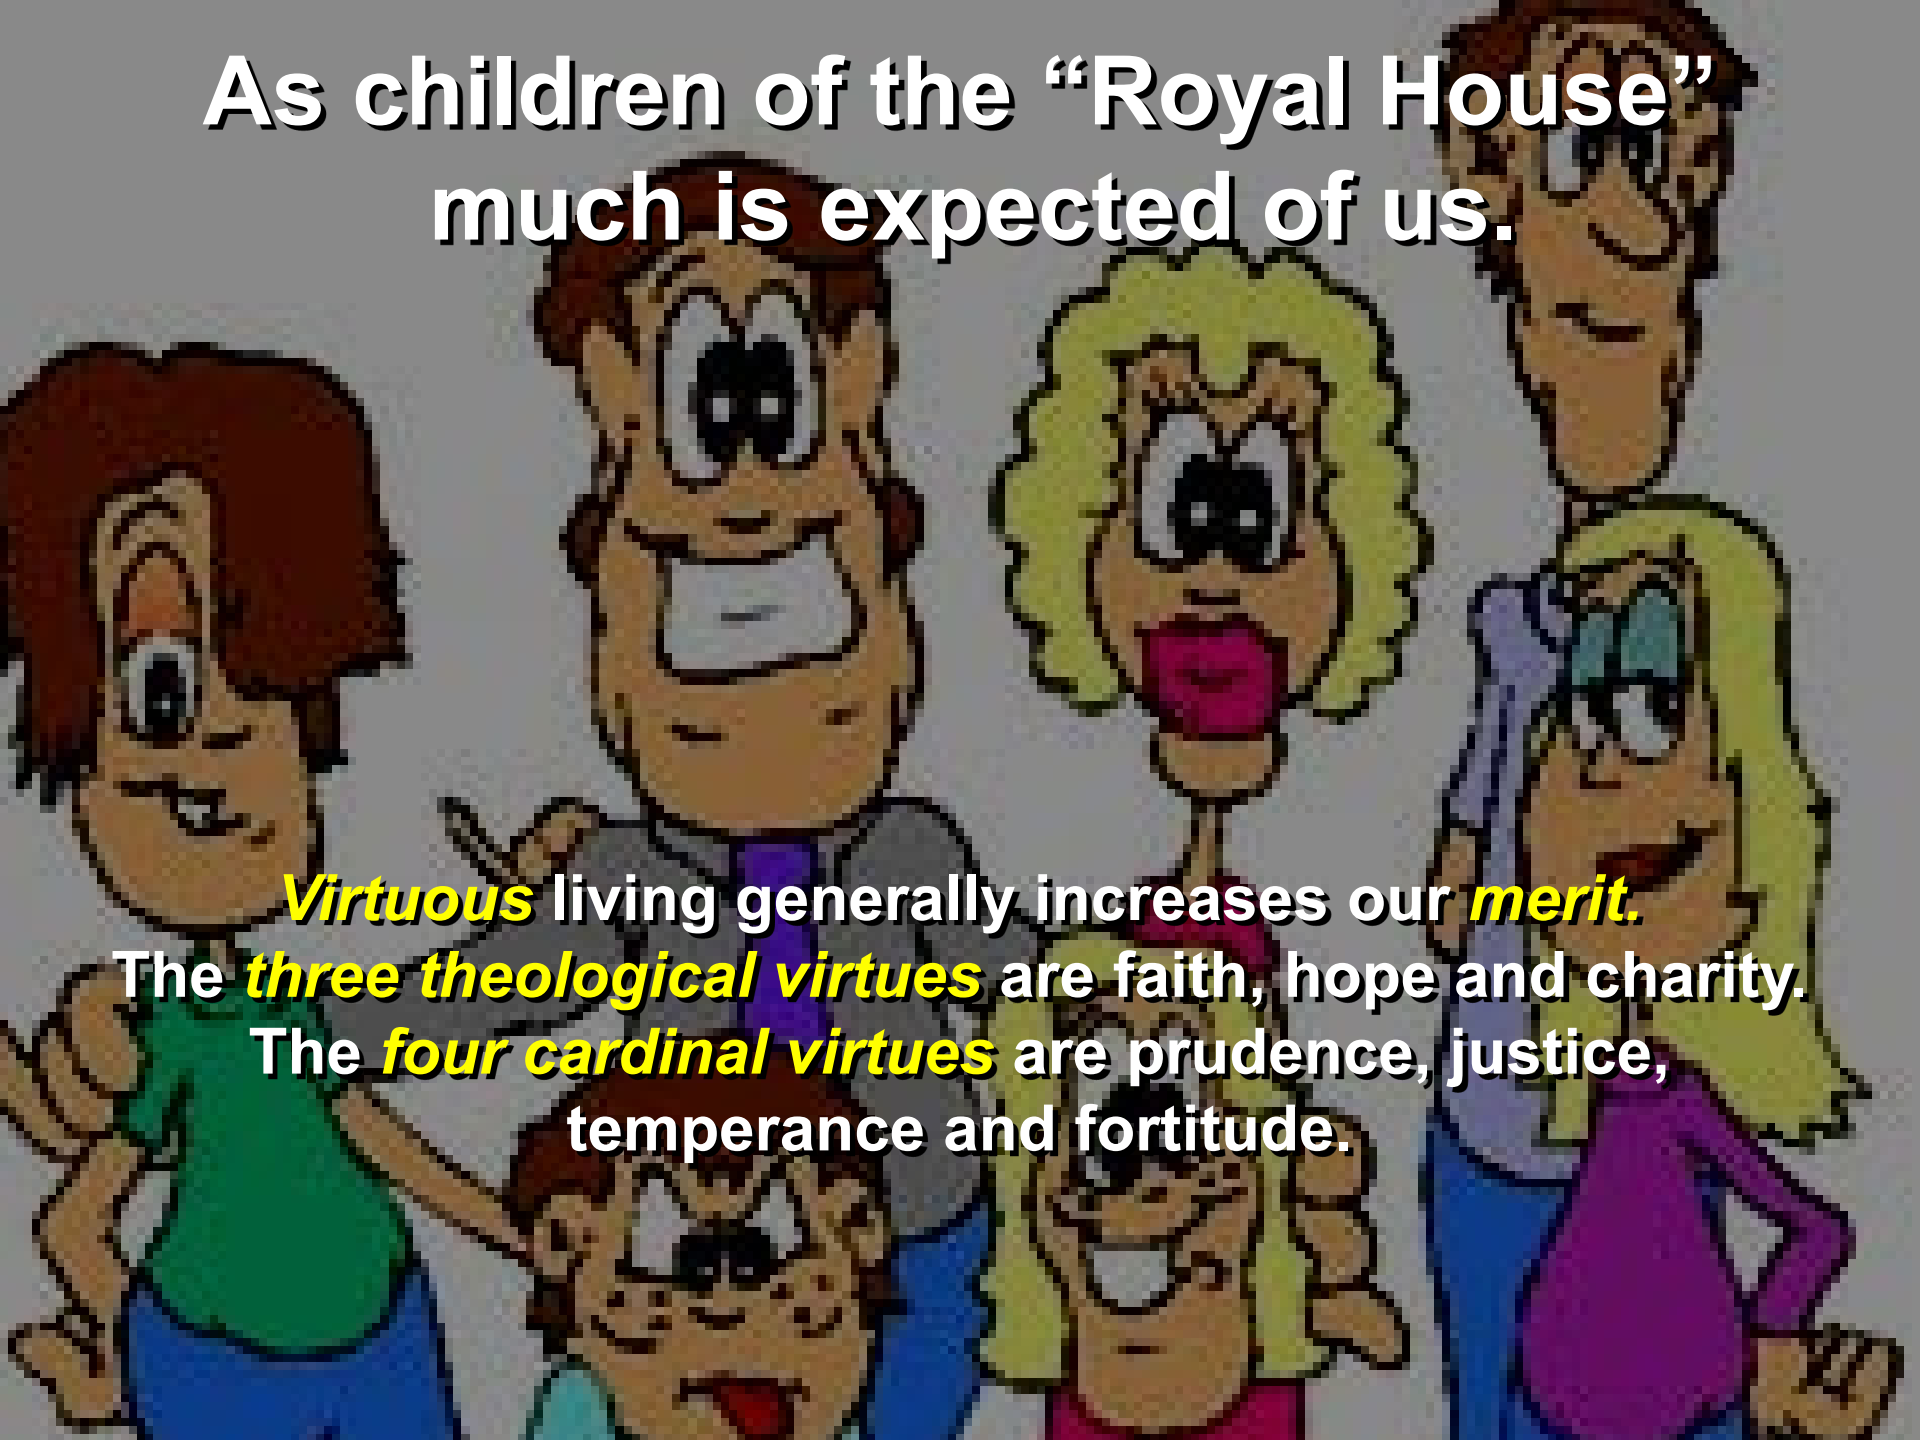 As children of the “Royal House”
much is expected of us.
Virtuous living generally increases our merit.
The three theological virtues are faith, hope and charity.
The four cardinal virtues are prudence, justice,
temperance and fortitude.